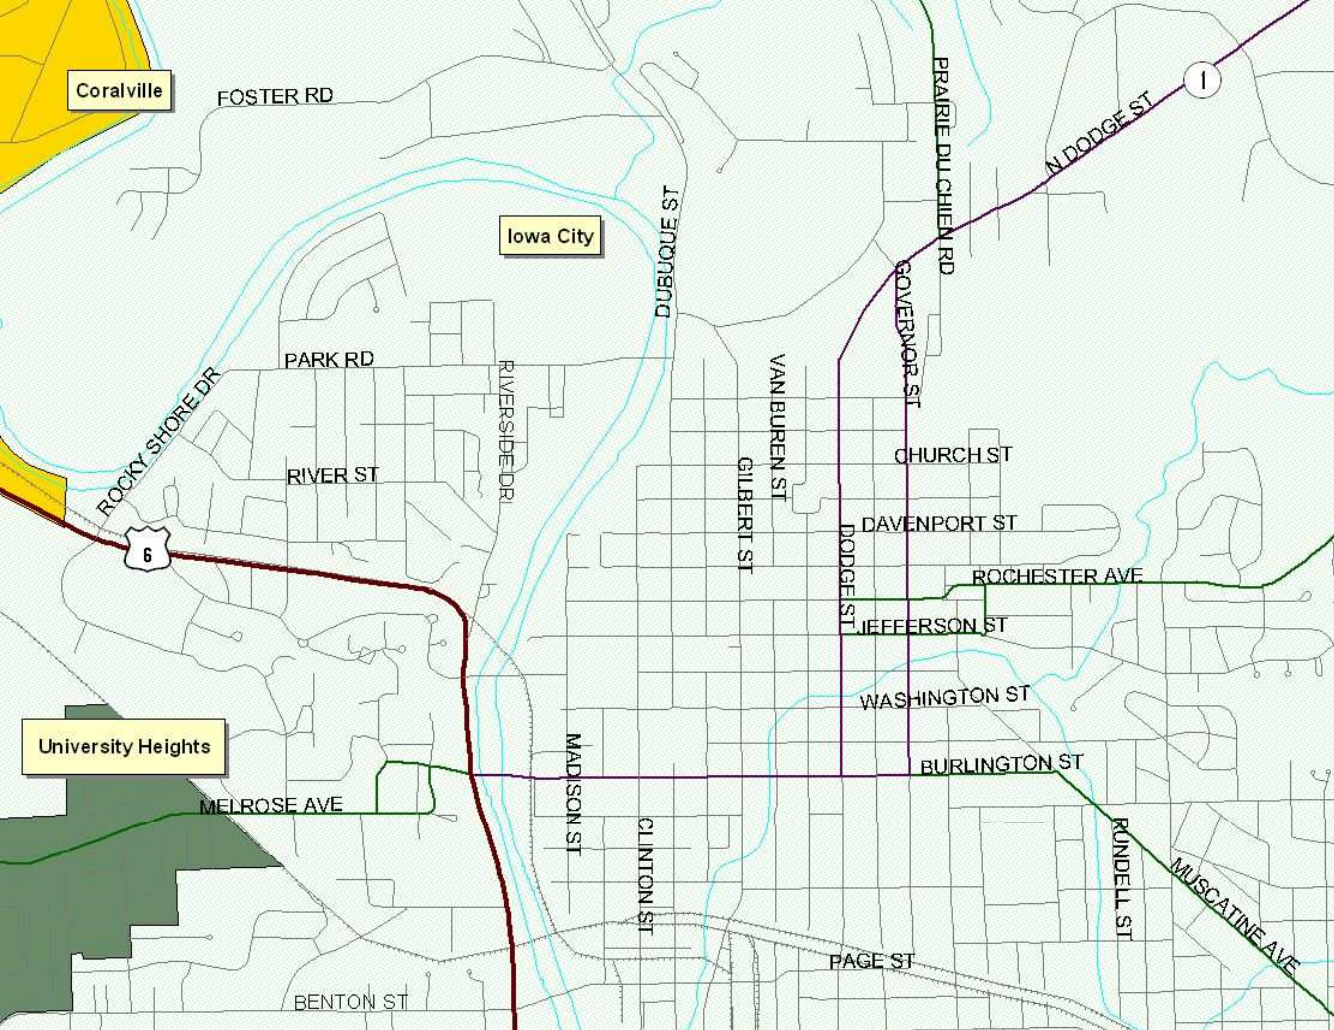 Coralville
FOSTER RD
PRAIRIE DU CHIEN RD
1
N DODGE ST
Iowa City
DUBUQUE ST
GOVERNOR ST
PARK RD
RIVERSIDE DR
VAN BUREN ST
ROCKY SHORE DR
RIVER ST
GILBERT ST
CHURCH ST
DAVENPORT ST
DODGE ST
6
ROCHESTER AVE
JEFFERSON ST
WASHINGTON ST
University Heights
MADISON ST
BURLINGTON ST
MELROSE AVE
CLINTON ST
RUNDELL ST
MUSCATINE AVE
PAGE ST
BENTON ST